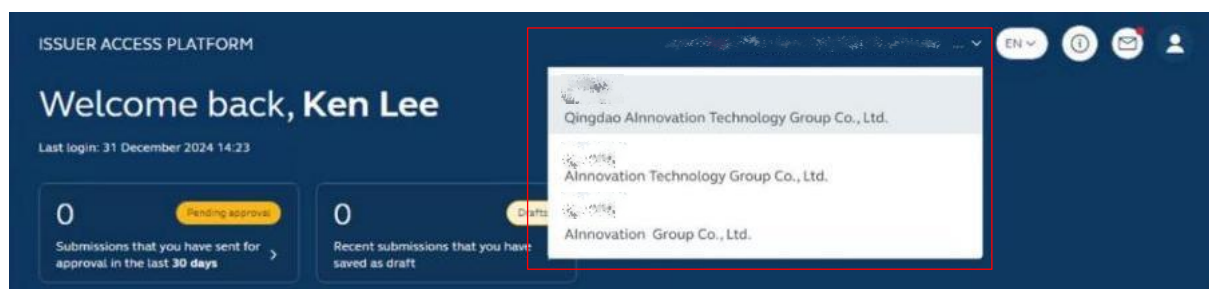 ISSUER ACCESS PLATFORM
EN
Welcome back, Ken Lee
Last login: 31 December 2024 14:23
Qingdao AInnovation Technology Group Co., Ltd.
AInnovation Technology Group Co., Ltd.
AInnovation Group Co., Ltd.
0
Pending approval
Submissions that you have sent for
approval in the last 30 days
0
Drafts
Recent submissions that you have
saved as draft